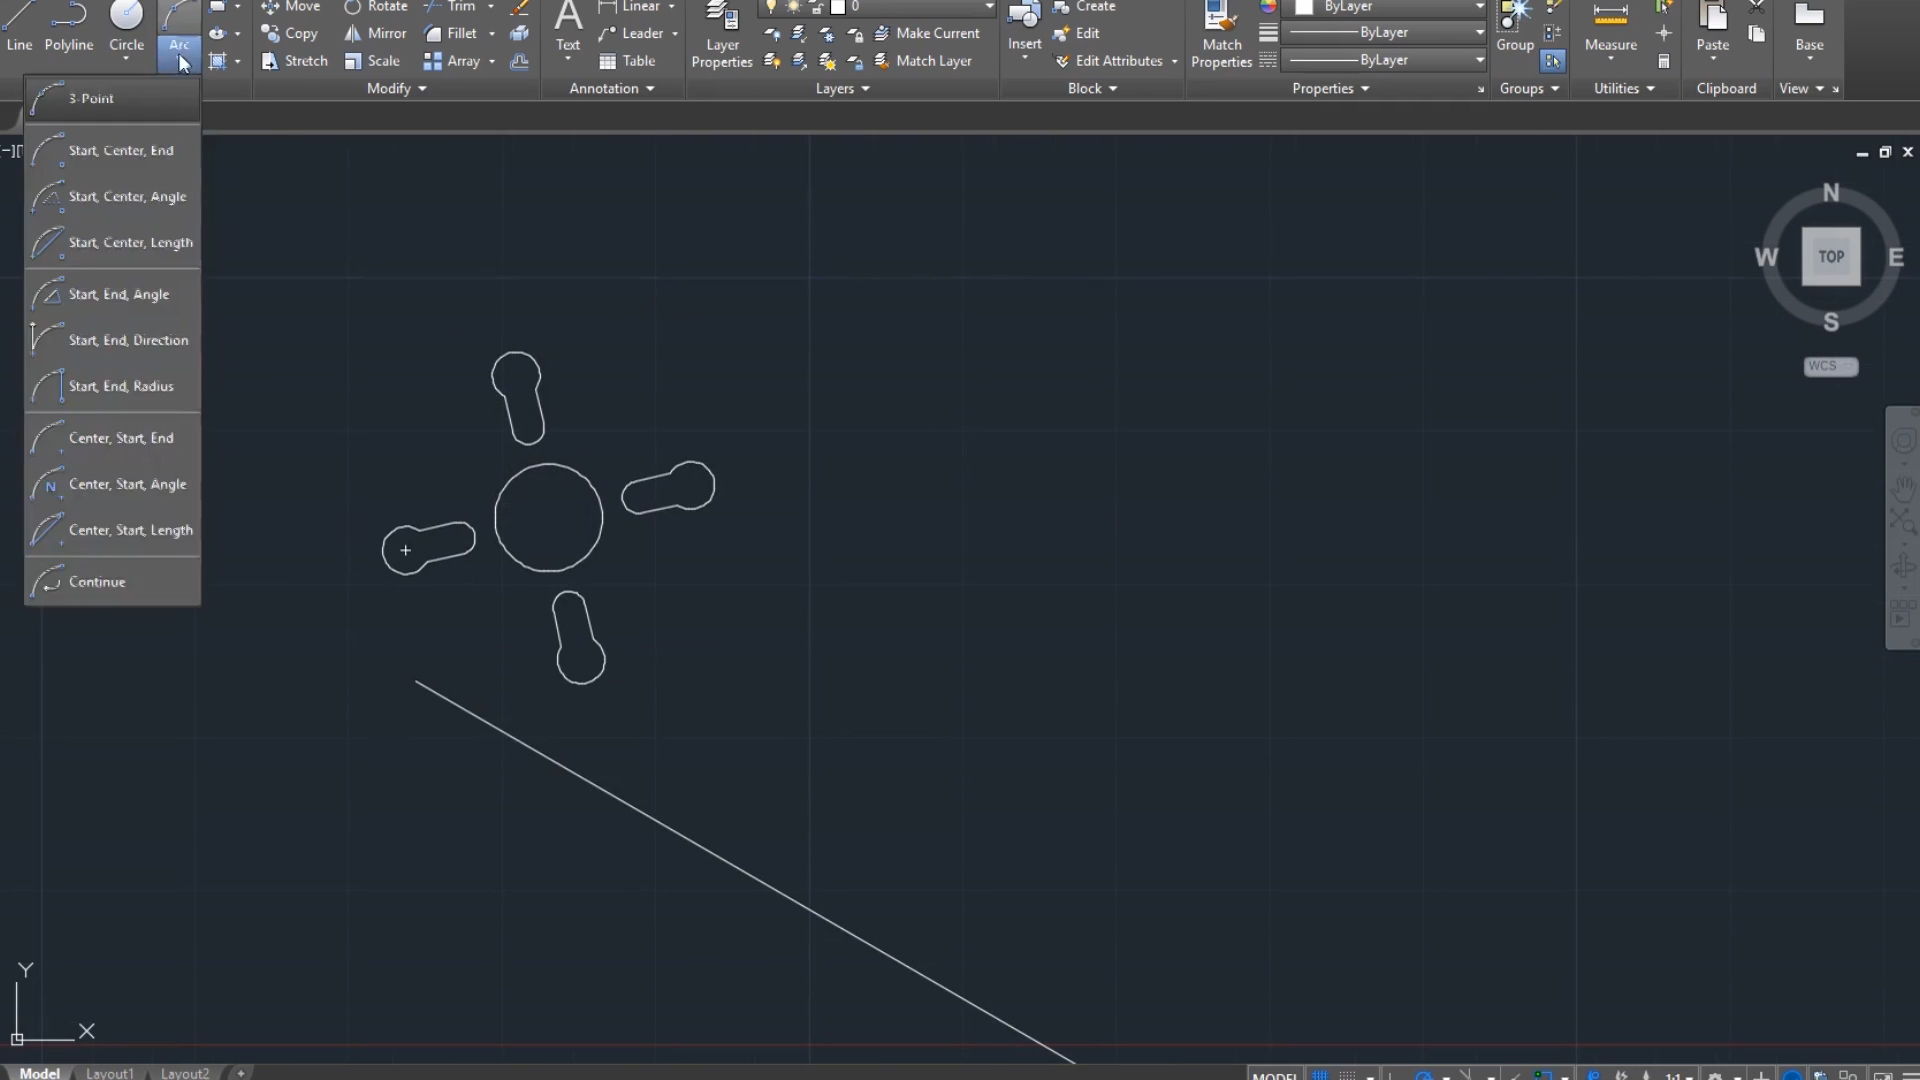 Line
Polyline
Circle
Arc
Move
Copy
Stretch
Rotate
Mirror
Scale
Trim
Fillet
Array
Modify
A
Text
Linear
Leader
Table
Annotation
Layer
Properties
0
Make Current
Match Layer
Layers
Insert
Create
Edit
Edit Attributes
Block
Match
Properties
ByLayer
ByLayer
ByLayer
Properties
Group
Groups
Measure
Utilities
Paste
Clipboard
Base
View
3-Point
Start, Center, End
Start, Center, Angle
Start, Center, Length
Start, End, Angle
Start, End, Direction
Start, End, Radius
Center, Start, End
Center, Start, Angle
Center, Start, Length
Continue
[−][
N
W
TOP
E
S
WCS
Y
X
Model
Layout1
Layout2
+
MODEL
1:1